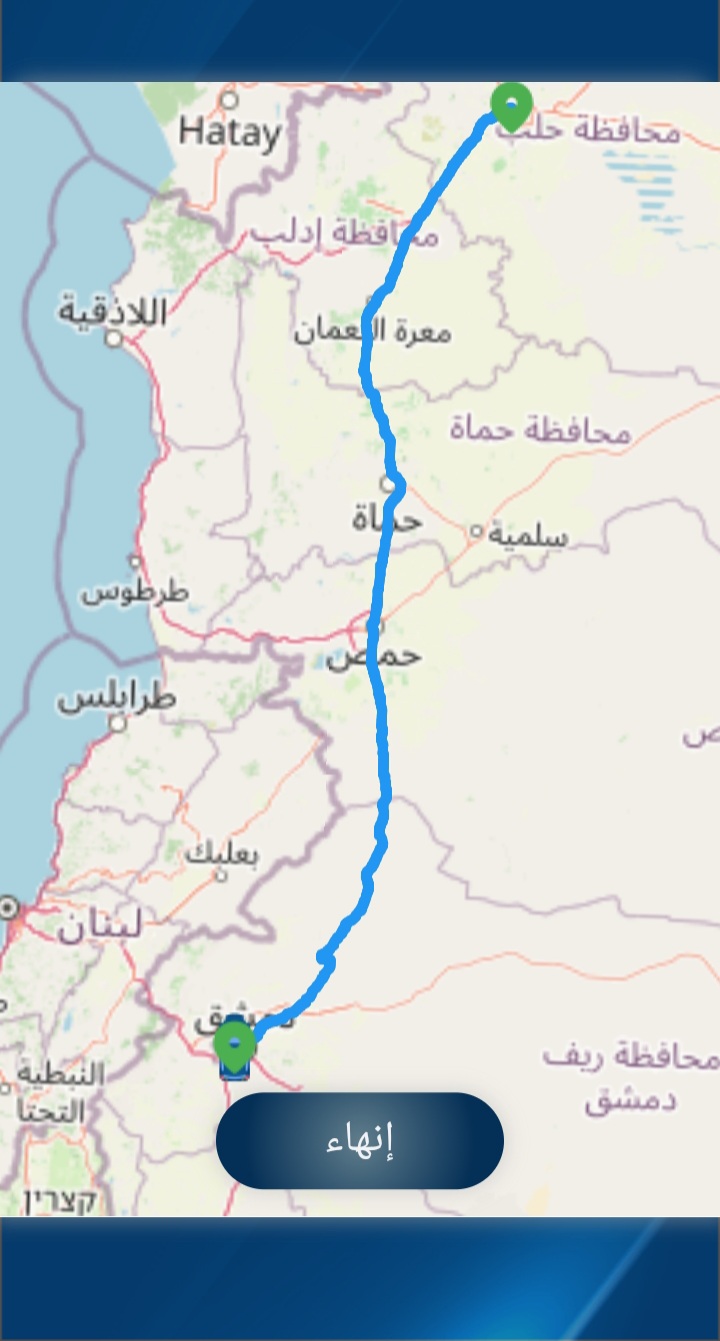 Hatay
محافظة حلب
محافظة إدلب
اللاذقية
معرة النعمان
محافظة حماة
حماة
سلمية
طرطوس
حمص
طرابلس
بعلبك
لبنان
دمشق
محافظة ريف
دمشق
النبطية
التحتا
إنهاء
קצרין